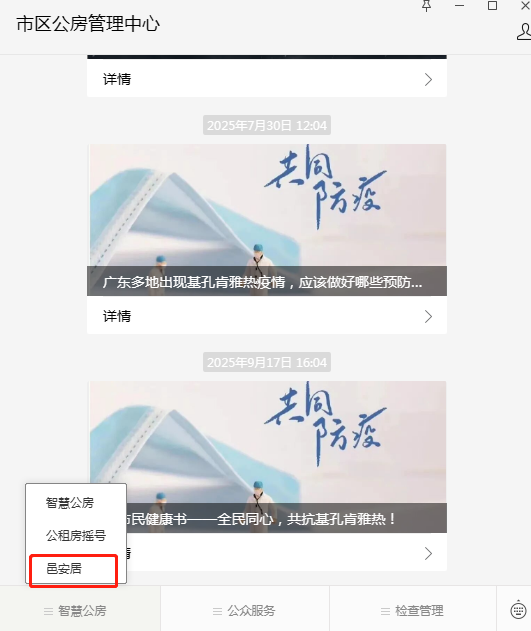 市区公房管理中心
详情
2025年7月30日 12:04
共同
防疫
广东多地出现基孔肯雅热疫情，应该做好哪些预防...
详情
2025年9月17日 16:04
共同
防疫
市民健康书——全民同心，共抗基孔肯雅热！
情
智慧公房
公租房摇号
邑安居
智慧公房
公众服务
检查管理